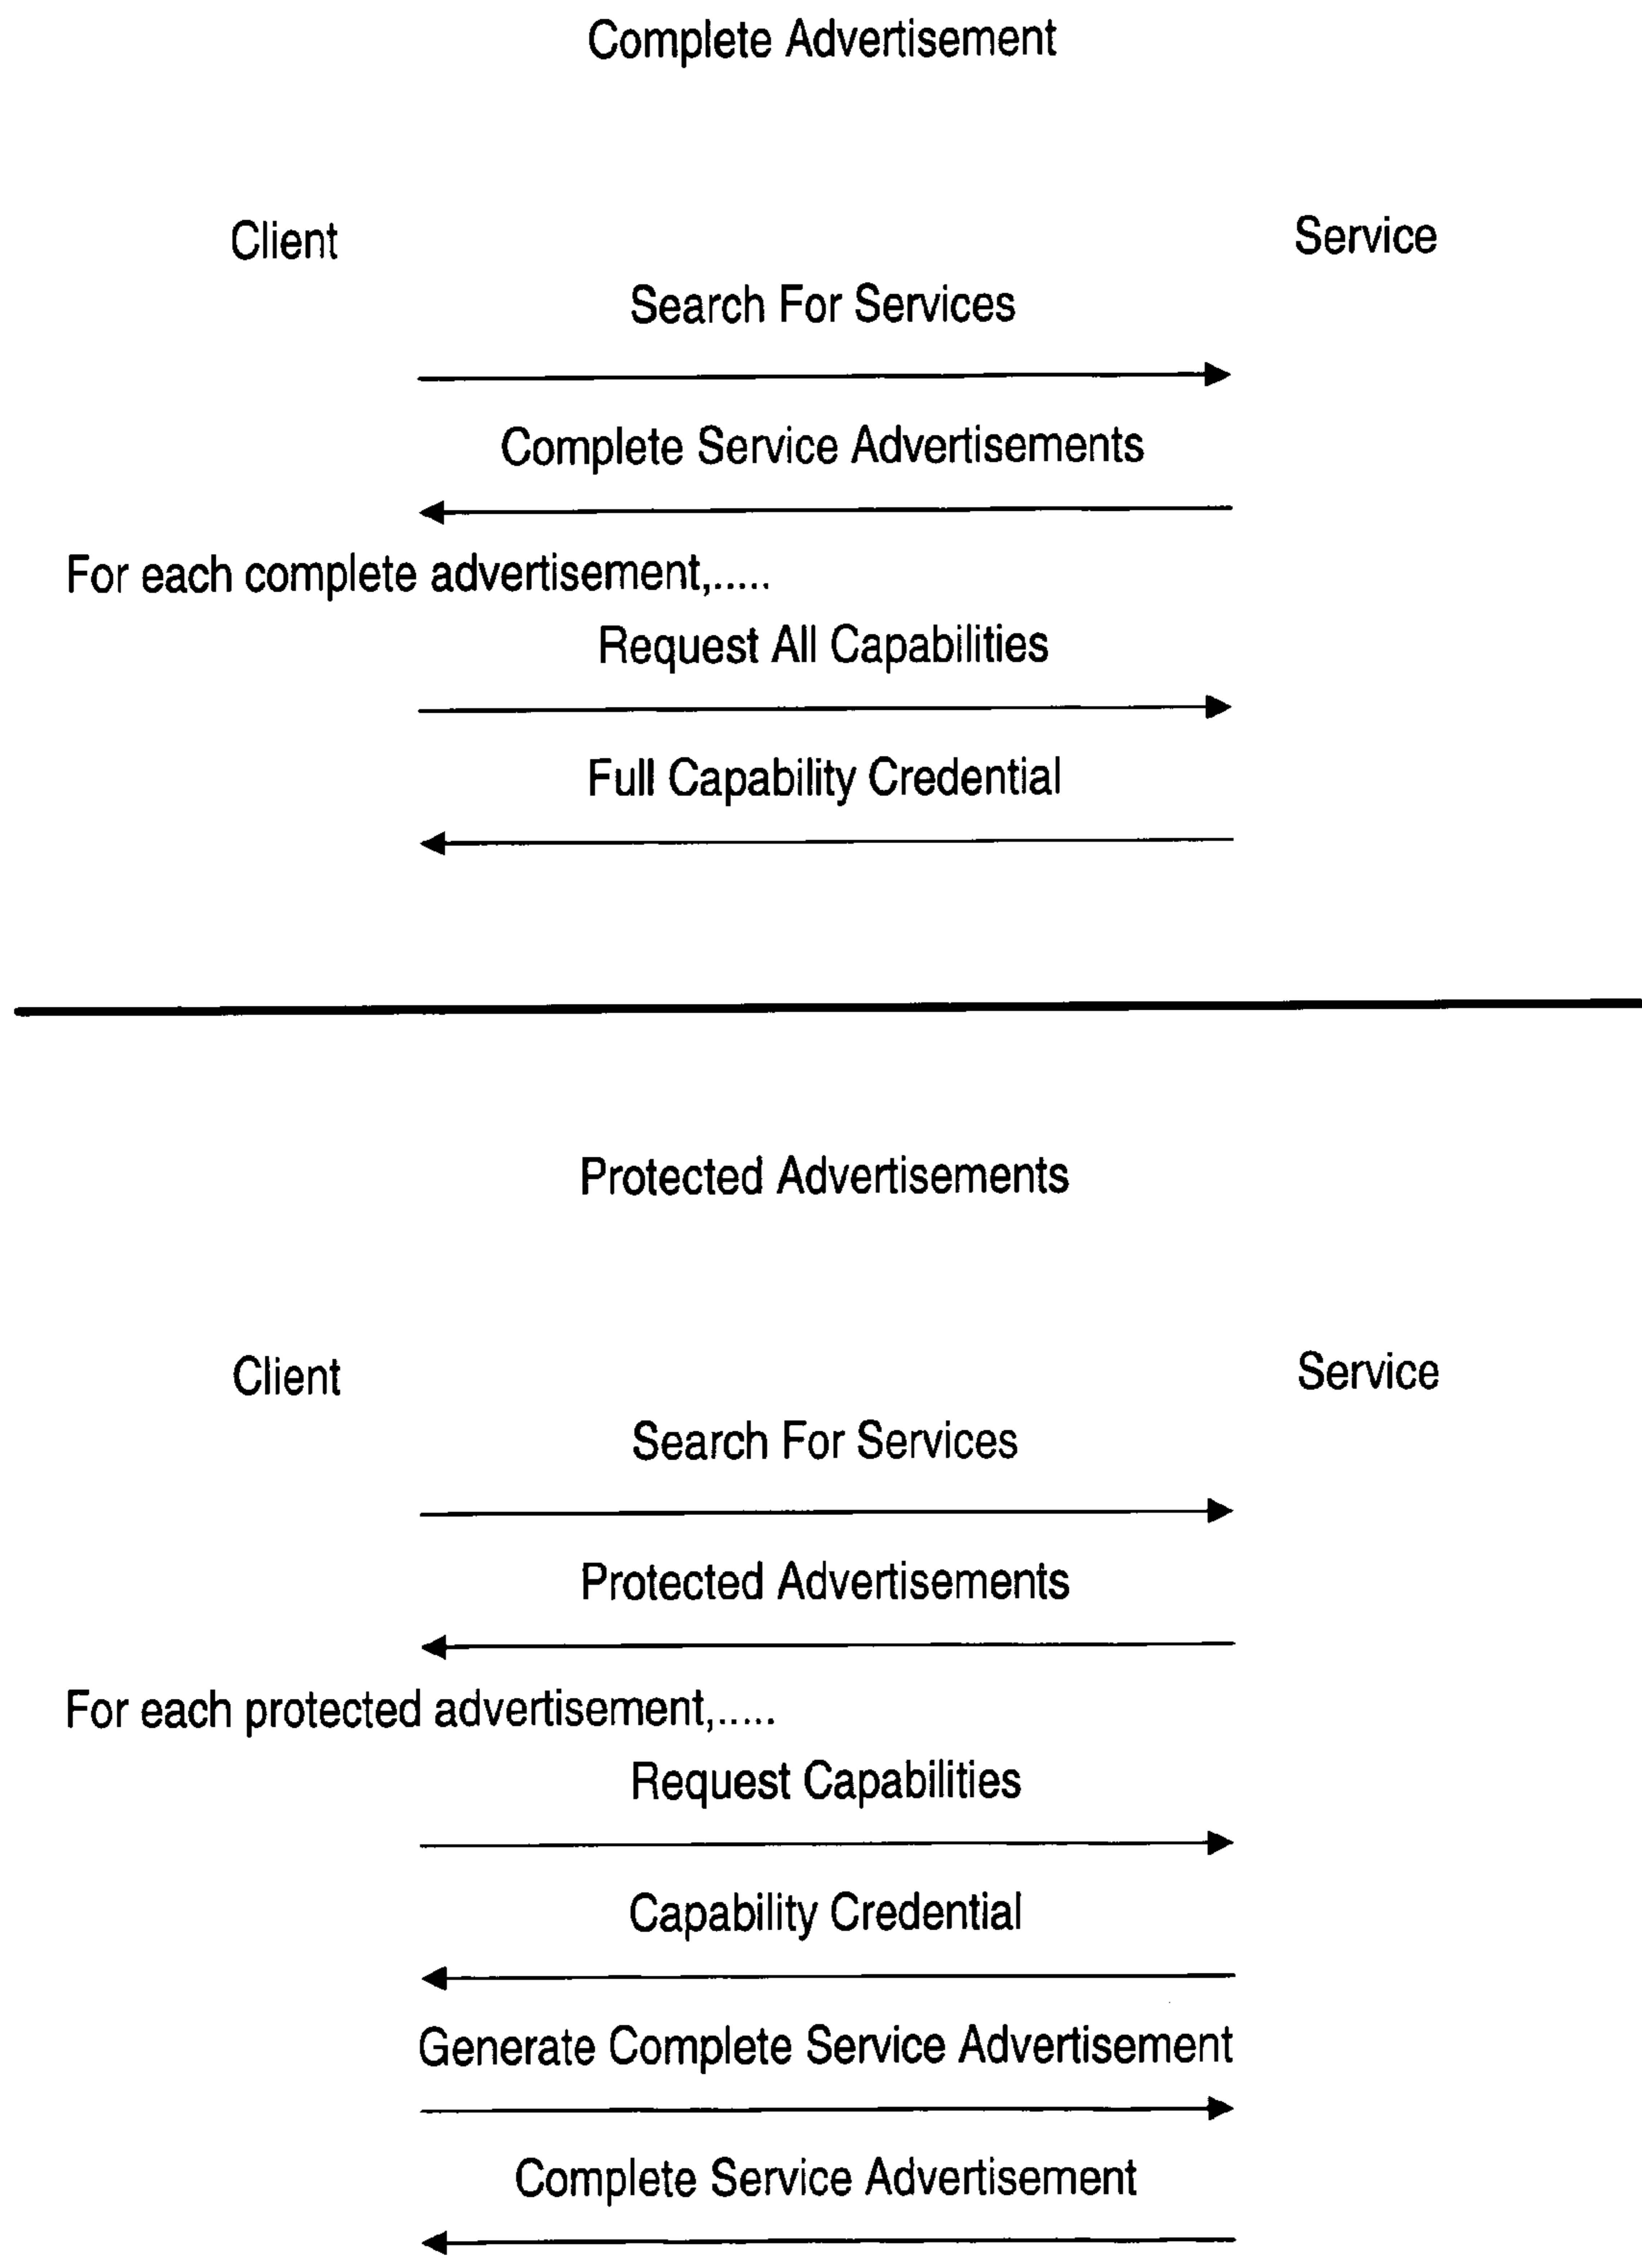 Complete Advertisement
Client
Service
Search For Services
Complete Service Advertisements
For each complete advertisement,.....
Request All Capabilities
Full Capability Credential
Protected Advertisements
Client
Service
Search For Services
Protected Advertisements
For each protected advertisement,.....
Request Capabilities
Capability Credential
Generate Complete Service Advertisement
Complete Service Advertisement